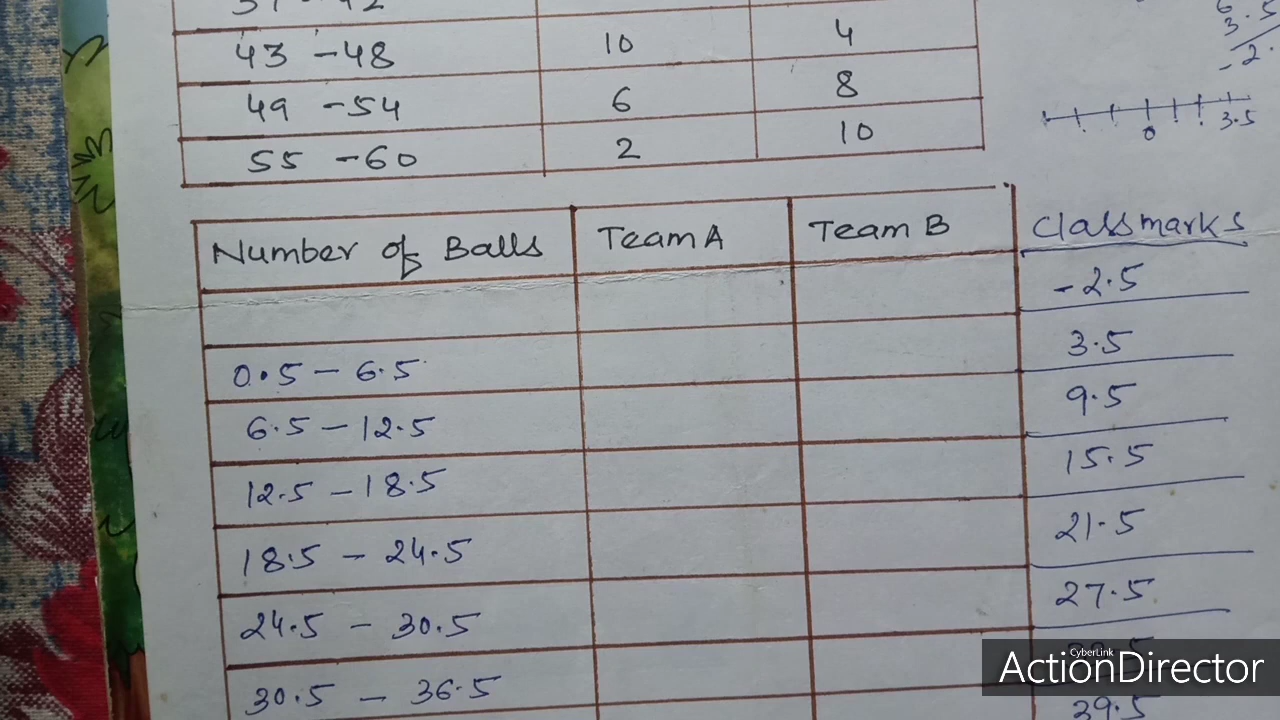 43 - 48 10 4
49 - 54 6 8
55 - 60 2 10
0 3.5
Number of Balls Team A Team B Classmarks
-2.5
0.5 - 6.5 3.5
6.5 - 12.5 9.5
12.5 - 18.5 15.5
18.5 - 24.5 21.5
24.5 - 30.5 27.5
30.5 - 36.5
39.5
CyberLink
ActionDirector